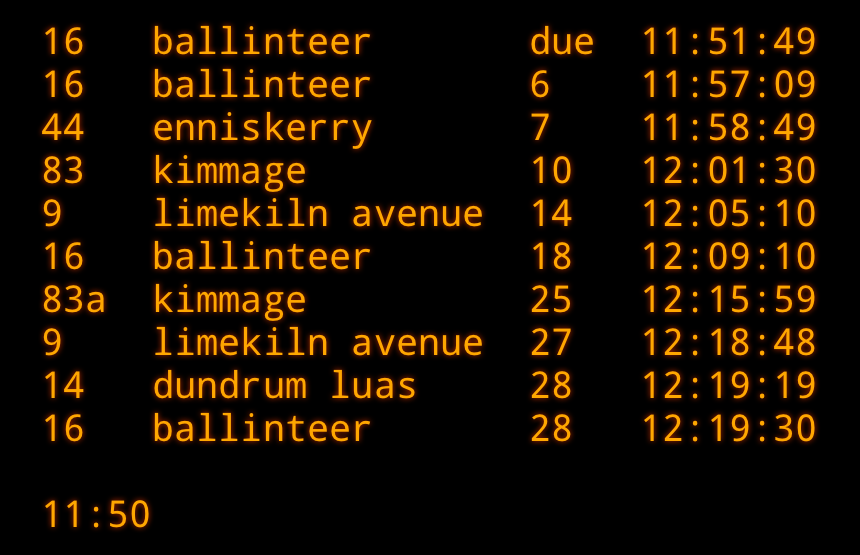 16 ballinteer due 11:51:49
16 ballinteer 6 11:57:09
44 enniskerry 7 11:58:49
83 kimmage 10 12:01:30
9 limekiln avenue 14 12:05:10
16 ballinteer 18 12:09:10
83a kimmage 25 12:15:59
9 limekiln avenue 27 12:18:48
14 dundrum luas 28 12:19:19
16 ballinteer 28 12:19:30
11:50